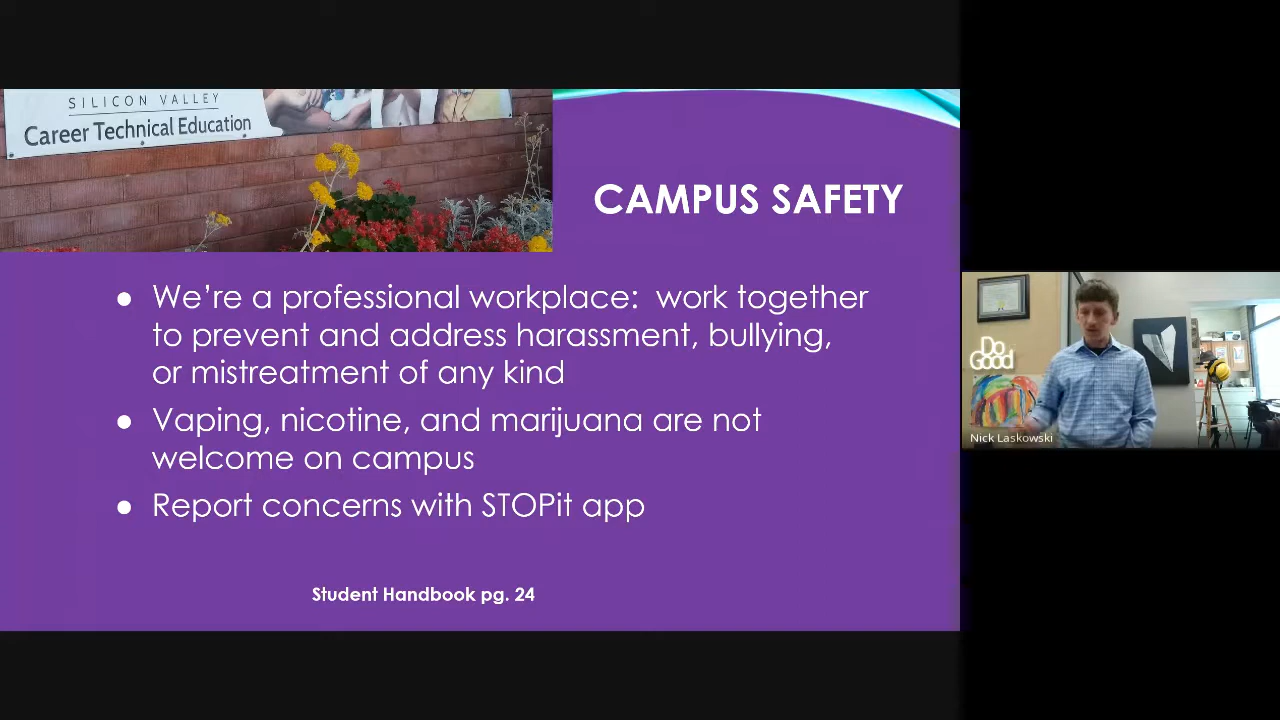 SILICON VALLEY
Career Technical Education
CAMPUS SAFETY
● We’re a professional workplace:  work together
to prevent and address harassment, bullying,
or mistreatment of any kind
● Vaping, nicotine, and marijuana are not
welcome on campus
● Report concerns with STOPit app
Student Handbook pg. 24
Do
Good
Nick Laskowski